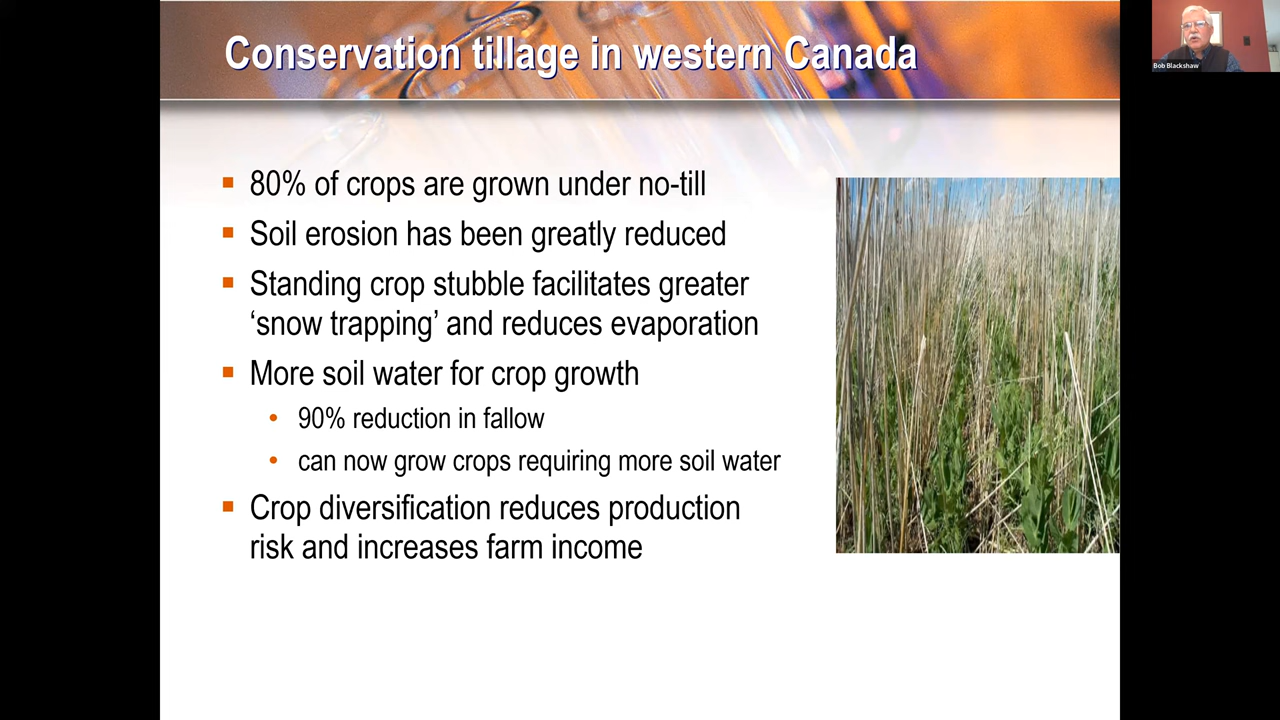 Conservation tillage in western Canada
Bob Blackshaw
▪ 80% of crops are grown under no-till
▪ Soil erosion has been greatly reduced
▪ Standing crop stubble facilitates greater
‘snow trapping’ and reduces evaporation
▪ More soil water for crop growth
• 90% reduction in fallow
• can now grow crops requiring more soil water
▪ Crop diversification reduces production
risk and increases farm income